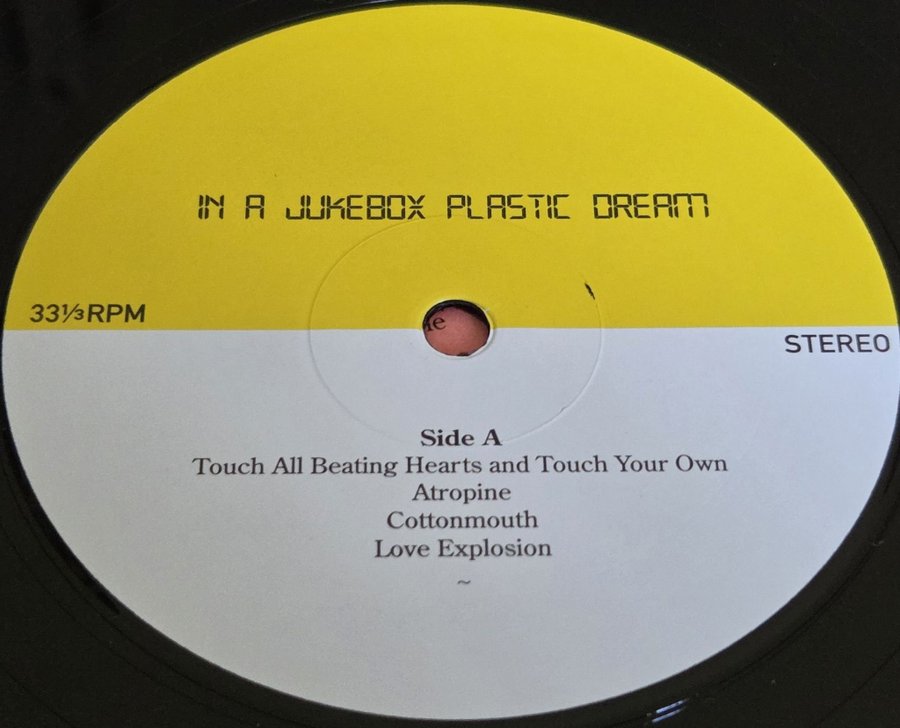 IN A JUKEBOX PLASTIC DREAM
33⅓RPM
STEREO
Side A
Touch All Beating Hearts and Touch Your Own
Atropine
Cottonmouth
Love Explosion
~